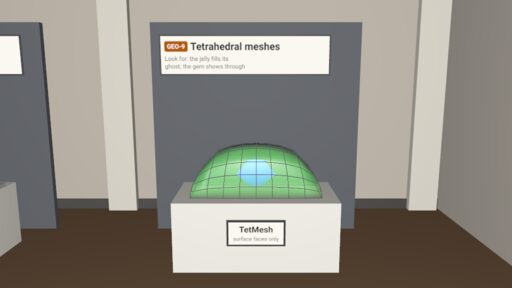 GEO-9 Tetrahedral meshes
Look for: the jelly fills its
ghost; the gem shows through
TetMesh
surface faces only